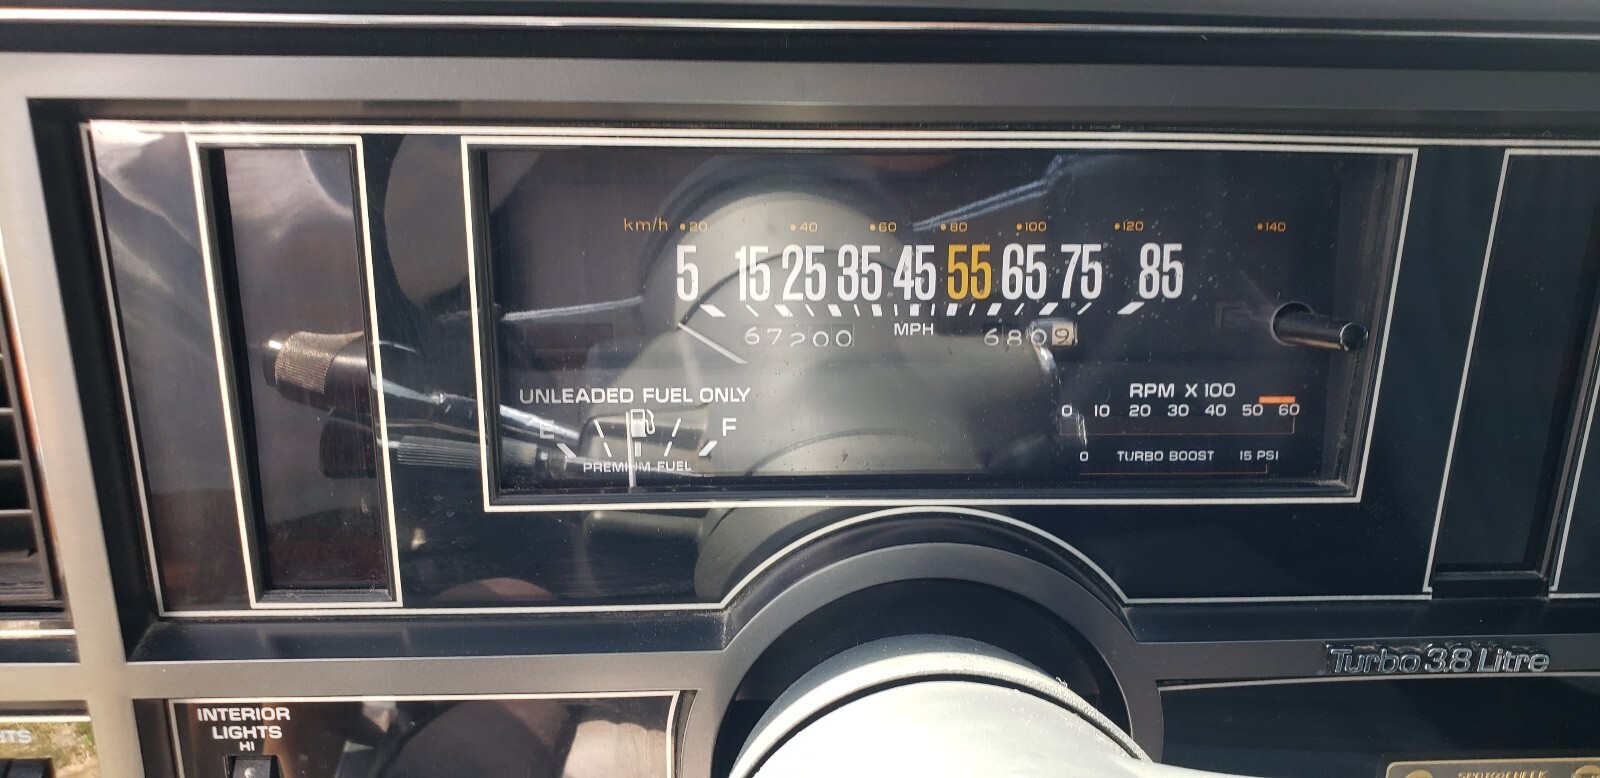 km/h 20 40 60 80 100 120 140
5 15 25 35 45 55 65 75 85
67200 MPH 6809
UNLEADED FUEL ONLY
RPM X 100
0 10 20 30 40 50 60
E F
PREMIUM FUEL
0 TURBO BOOST 15 PSI
Turbo 3.8 Litre
INTERIOR
LIGHTS
HI